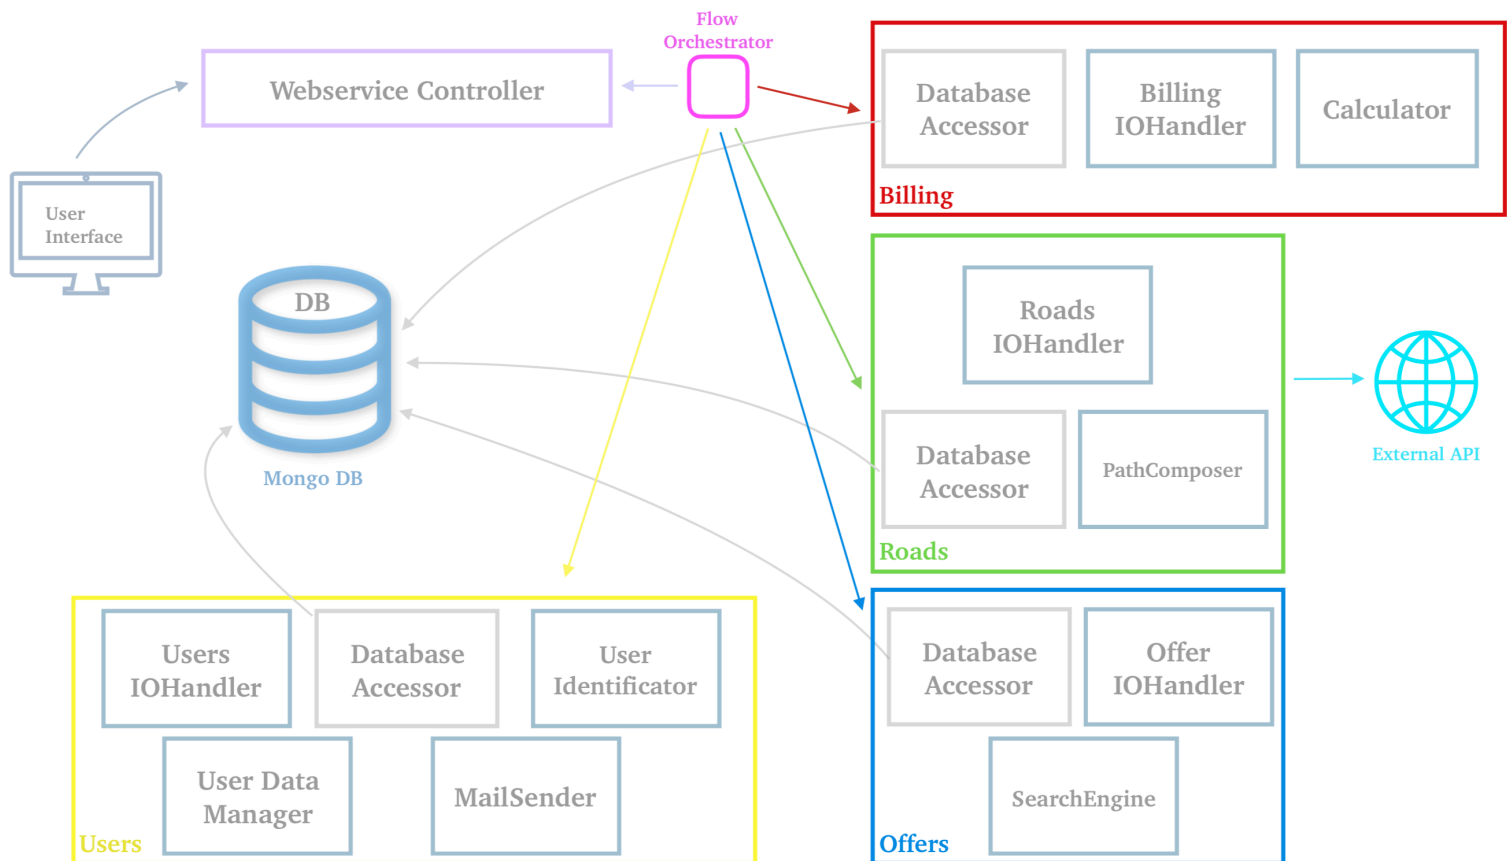 Flow
Orchestrator
Webservice Controller
Database
Accessor
Billing
IOHandler
Calculator
Billing
User
Interface
DB
Mongo DB
Roads
IOHandler
Database
Accessor
PathComposer
Roads
External API
Users
IOHandler
Database
Accessor
User
Identificator
User Data
Manager
MailSender
Users
Database
Accessor
Offer
IOHandler
SearchEngine
Offers